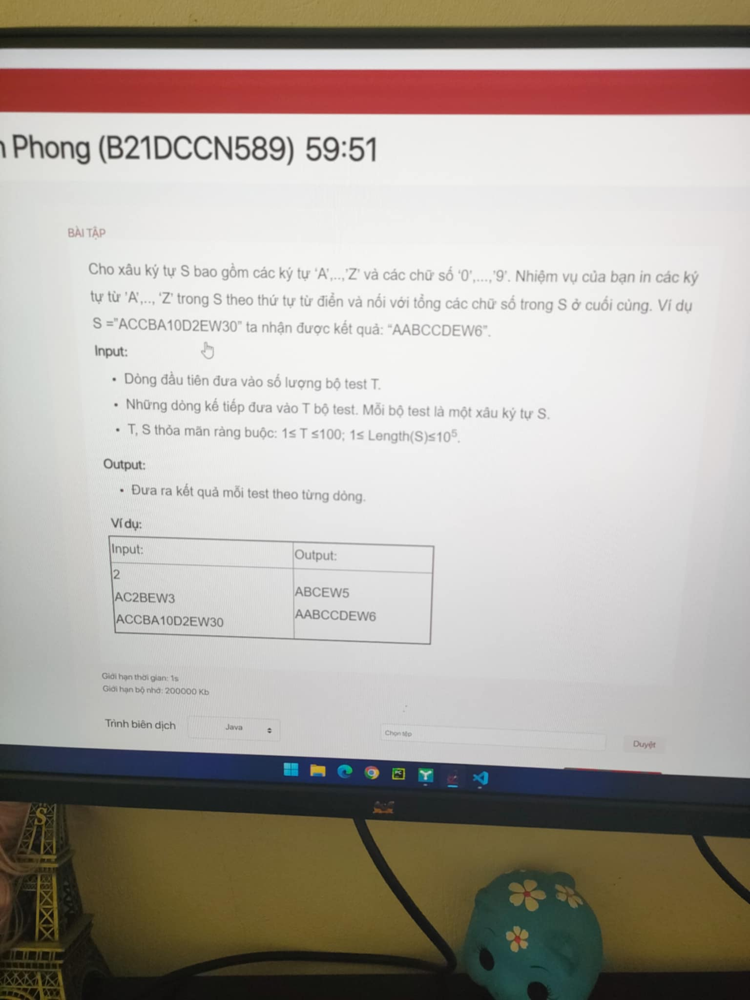 Phong (B21DCCN589) 59:51
BÀI TẬP
Cho xâu ký tự S bao gồm các ký tự ‘A’,..,’Z’ và các chữ số ‘0’,...,’9’. Nhiệm vụ của bạn in các ký
tự từ ’A’,.., ‘Z’ trong S theo thứ tự từ điển và nối với tổng các chữ số trong S ở cuối cùng. Ví dụ
S =”ACCBA10D2EW30” ta nhận được kết quả: “AABCCDEW6”.
Input:
• Dòng đầu tiên đưa vào số lượng bộ test T.
• Những dòng kế tiếp đưa vào T bộ test. Mỗi bộ test là một xâu ký tự S.
• T, S thỏa mãn ràng buộc: 1≤ T ≤100; 1≤ Length(S)≤10⁵.
Output:
• Đưa ra kết quả mỗi test theo từng dòng.
Ví dụ:
Input: Output:
2
AC2BEW3 ABCEW5
ACCBA10D2EW30 AABCCDEW6
Giới hạn thời gian: 1s
Giới hạn bộ nhớ: 200000 Kb
Trình biên dịch Java Chọn tệp Duyệt
PC
S